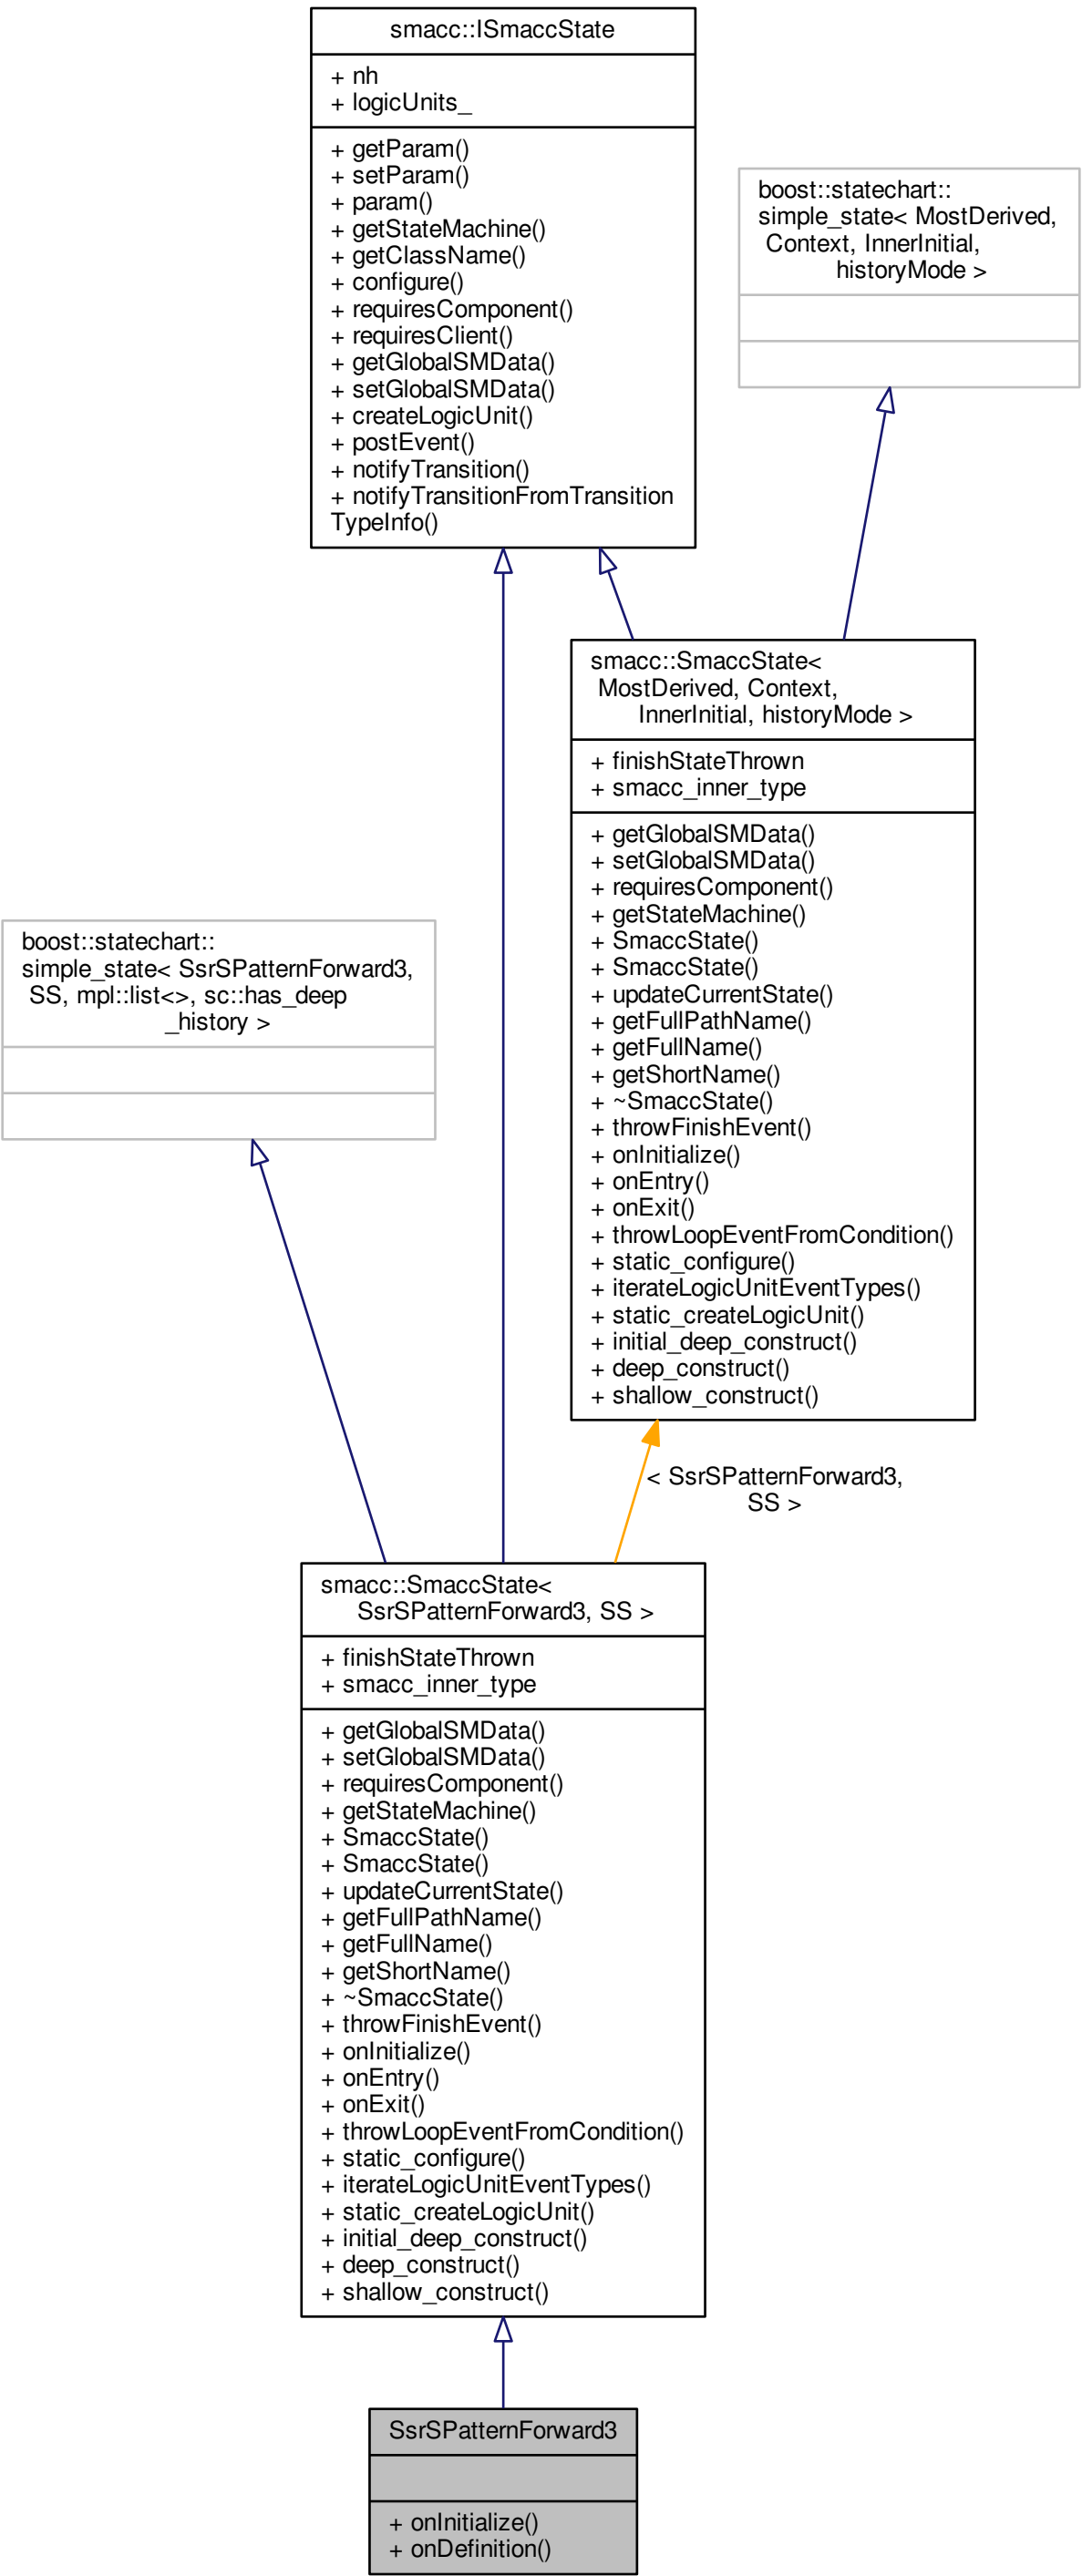 smacc::ISmaccState
+ nh
+ logicUnits_
+ getParam()
+ setParam()
+ param()
+ getStateMachine()
+ getClassName()
+ configure()
+ requiresComponent()
+ requiresClient()
+ getGlobalSMData()
+ setGlobalSMData()
+ createLogicUnit()
+ postEvent()
+ notifyTransition()
+ notifyTransitionFromTransition
TypeInfo()
boost::statechart::
simple_state< MostDerived,
Context, InnerInitial,
historyMode >
smacc::SmaccState<
MostDerived, Context,
InnerInitial, historyMode >
+ finishStateThrown
+ smacc_inner_type
+ getGlobalSMData()
+ setGlobalSMData()
+ requiresComponent()
+ getStateMachine()
+ SmaccState()
+ SmaccState()
+ updateCurrentState()
+ getFullPathName()
+ getFullName()
+ getShortName()
+ ~SmaccState()
+ throwFinishEvent()
+ onInitialize()
+ onEntry()
+ onExit()
+ throwLoopEventFromCondition()
+ static_configure()
+ iterateLogicUnitEventTypes()
+ static_createLogicUnit()
+ initial_deep_construct()
+ deep_construct()
+ shallow_construct()
boost::statechart::
simple_state< SsrSPatternForward3,
SS, mpl::list<>, sc::has_deep
_history >
< SsrSPatternForward3,
SS >
smacc::SmaccState<
SsrSPatternForward3, SS >
+ finishStateThrown
+ smacc_inner_type
+ getGlobalSMData()
+ setGlobalSMData()
+ requiresComponent()
+ getStateMachine()
+ SmaccState()
+ SmaccState()
+ updateCurrentState()
+ getFullPathName()
+ getFullName()
+ getShortName()
+ ~SmaccState()
+ throwFinishEvent()
+ onInitialize()
+ onEntry()
+ onExit()
+ throwLoopEventFromCondition()
+ static_configure()
+ iterateLogicUnitEventTypes()
+ static_createLogicUnit()
+ initial_deep_construct()
+ deep_construct()
+ shallow_construct()
SsrSPatternForward3
+ onInitialize()
+ onDefinition()